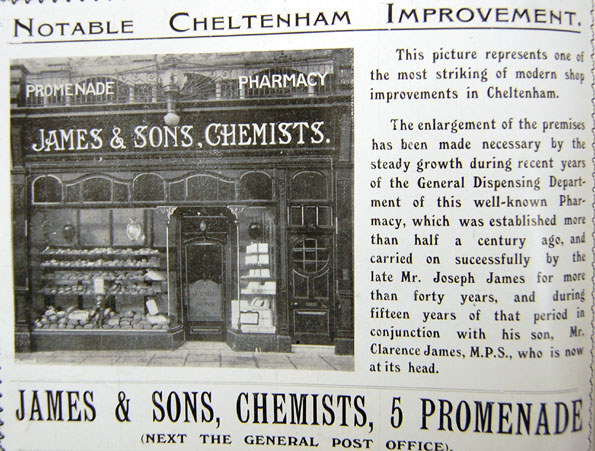 NOTABLE CHELTENHAM IMPROVEMENT.
PROMENADE PHARMACY
JAMES & SONS, CHEMISTS.
This picture represents one of
the most striking of modern shop
improvements in Cheltenham.
The enlargement of the premises
has been made necessary by the
steady growth during recent years
of the General Dispensing Depart-
ment of this well-known Phar-
macy, which was established more
than half a century ago, and
carried on successfully by the
late Mr. Joseph James for more
than forty years, and during
fifteen years of that period in
conjunction with his son, Mr.
Clarence James, M.P.S., who is now
at its head.
JAMES & SONS, CHEMISTS, 5 PROMENADE
(NEXT THE GENERAL POST OFFICE).